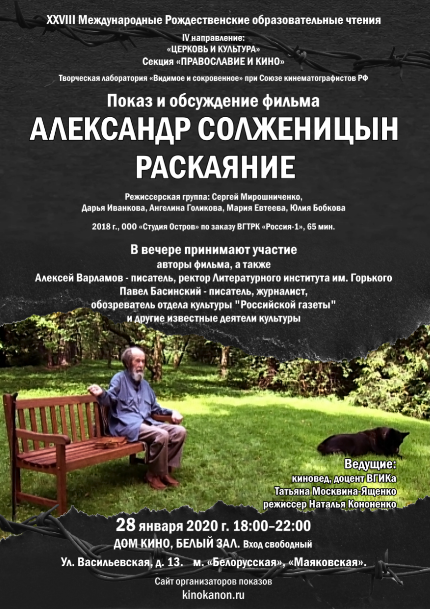 XXVIII Международные Рождественские образовательные чтения
IV направление:
«ЦЕРКОВЬ И КУЛЬТУРА»
Секция «ПРАВОСЛАВИЕ И КИНО»
Творческая лаборатория «Видимое и сокровенное» при Союзе кинематографистов РФ
Показ и обсуждение фильма
АЛЕКСАНДР СОЛЖЕНИЦЫН
РАСКАЯНИЕ
Режиссерская группа: Сергей Мирошниченко,
Дарья Иванкова, Ангелина Голикова, Мария Евтеева, Юлия Бобкова
2018 г., ООО «Студия Остров» по заказу ВГТРК «Россия-1», 65 мин.
В вечере принимают участие
авторы фильма, а также
Алексей Варламов - писатель, ректор Литературного института им. Горького
Павел Басинский - писатель, журналист,
обозреватель отдела культуры "Российской газеты"
и другие известные деятели культуры
Ведущие:
киновед, доцент ВГИКа
Татьяна Москвина-Ященко
режиссер Наталья Кононенко
28 января 2020 г. 18:00–22:00
ДОМ КИНО, БЕЛЫЙ ЗАЛ. Вход свободный
Ул. Васильевская, д. 13. м. «Белорусская», «Маяковская».
Сайт организаторов показов
kinokanon.ru